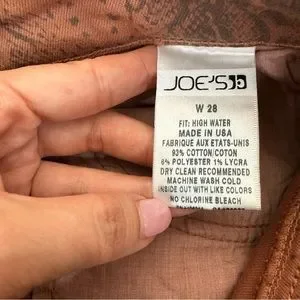 JOE'S
W 28
FIT: HIGH WATER
MADE IN USA
FABRIQUE AUX ETATS-UNIS
93% COTTON/COTON
6% POLYESTER 1% LYCRA
DRY CLEAN RECOMMENDED
MACHINE WASH COLD
INSIDE OUT WITH LIKE COLORS
NO CHLORINE BLEACH